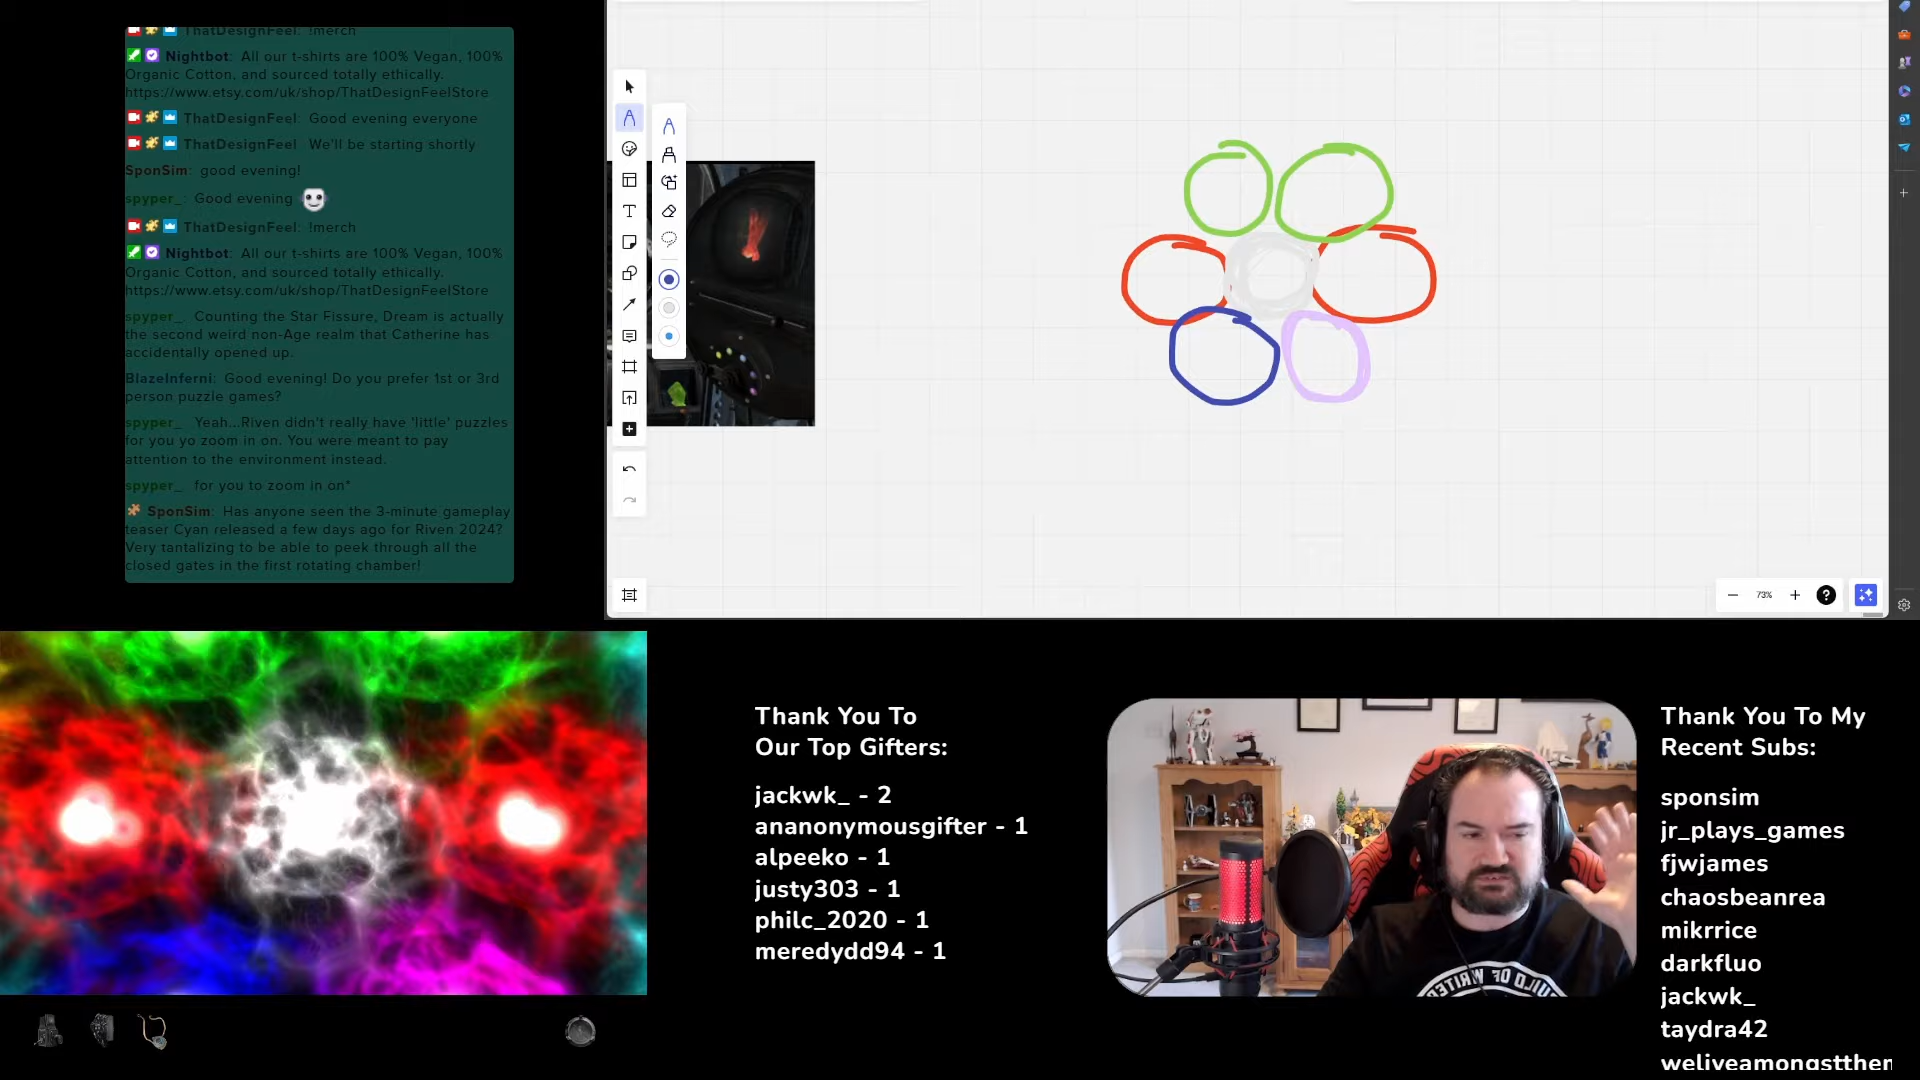 ThatDesignFeel: !merch
Nightbot: All our t-shirts are 100% Vegan, 100%
Organic Cotton, and sourced totally ethically.
https://www.etsy.com/uk/shop/ThatDesignFeelStore
ThatDesignFeel: Good evening everyone
ThatDesignFeel: We'll be starting shortly
SponSim: good evening!
spyper_: Good evening
ThatDesignFeel: !merch
Nightbot: All our t-shirts are 100% Vegan, 100%
Organic Cotton, and sourced totally ethically.
https://www.etsy.com/uk/shop/ThatDesignFeelStore
spyper_: Counting the Star Fissure, Dream is actually
the second weird non-Age realm that Catherine has
accidentally opened up.
BlazeInferni: Good evening! Do you prefer 1st or 3rd
person puzzle games?
spyper_: Yeah...Riven didn't really have 'little' puzzles
for you yo zoom in on. You were meant to pay
attention to the environment instead.
spyper_: for you to zoom in on*
SponSim: Has anyone seen the 3-minute gameplay
teaser Cyan released a few days ago for Riven 2024?
Very tantalizing to be able to peek through all the
closed gates in the first rotating chamber!
73%
Thank You To
Our Top Gifters:
jackwk_ - 2
ananonymousgifter - 1
alpeeko - 1
justy303 - 1
philc_2020 - 1
meredydd94 - 1
Thank You To My
Recent Subs:
sponsim
jr_plays_games
fjwjames
chaosbeanrea
mikrrice
darkfluo
jackwk_
taydra42